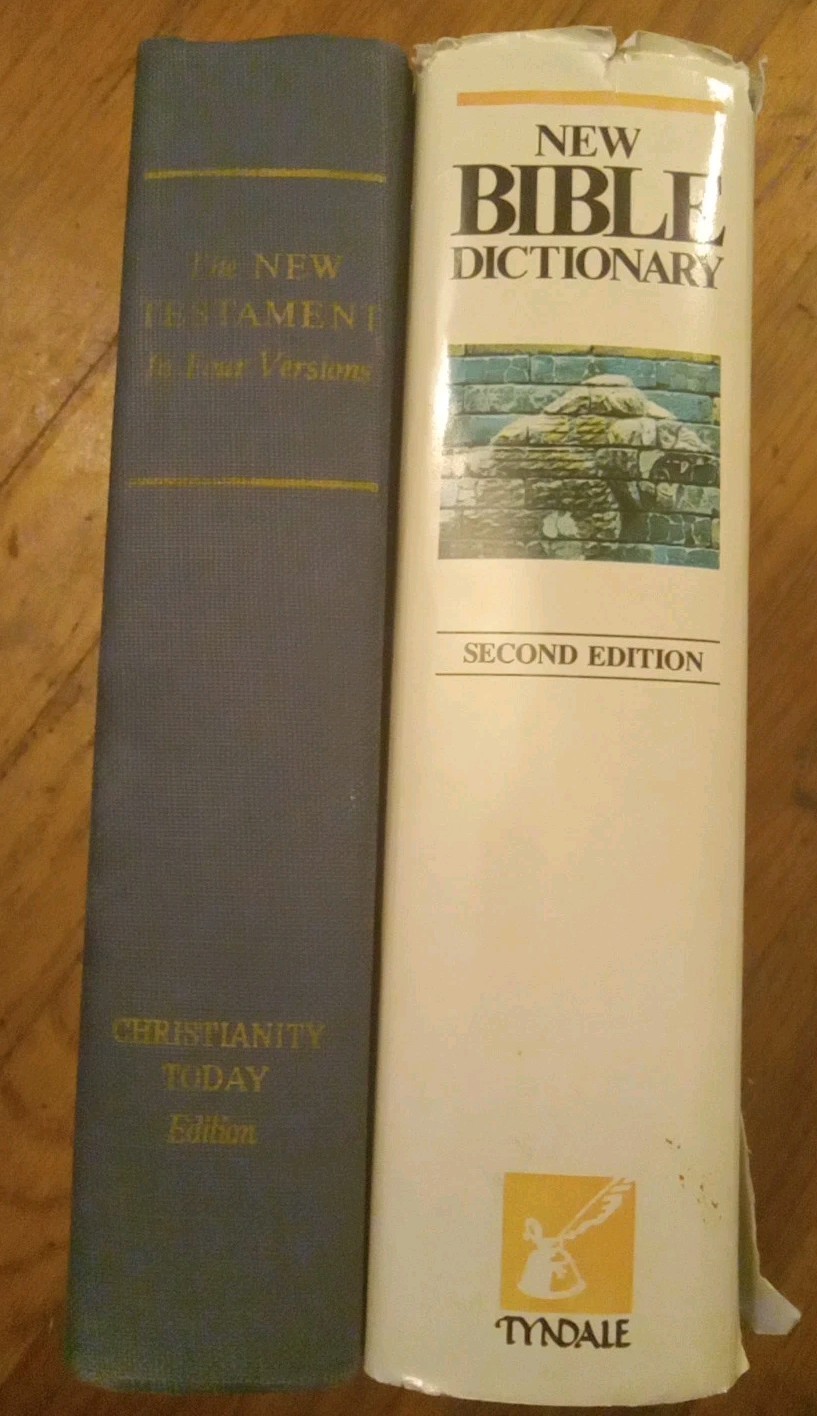 The NEW
TESTAMENT
In Four Versions
CHRISTIANITY
TODAY
Edition
NEW
BIBLE
DICTIONARY
SECOND EDITION
TYNDALE